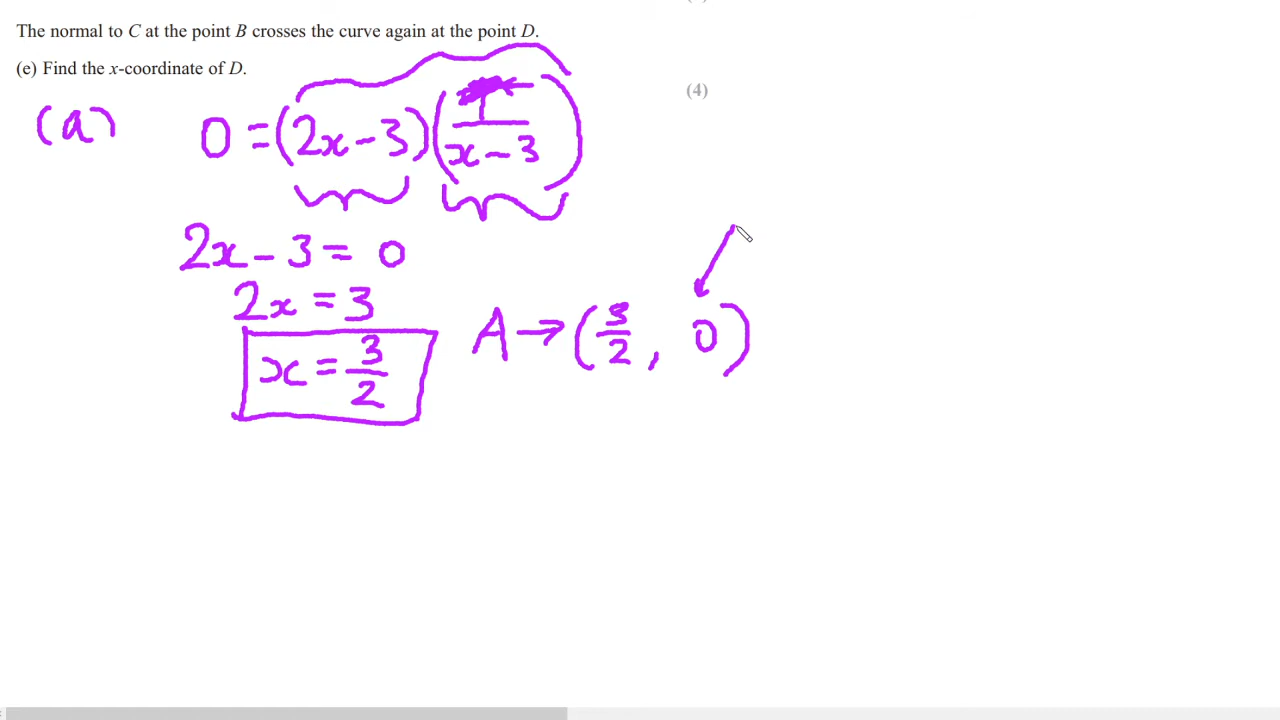 The normal to C at the point B crosses the curve again at the point D.
(e) Find the x-coordinate of D.
(4)
(a) 0 = (2x - 3) (1/(x - 3))
2x - 3 = 0
2x = 3
x = 3/2
A → (3/2, 0)